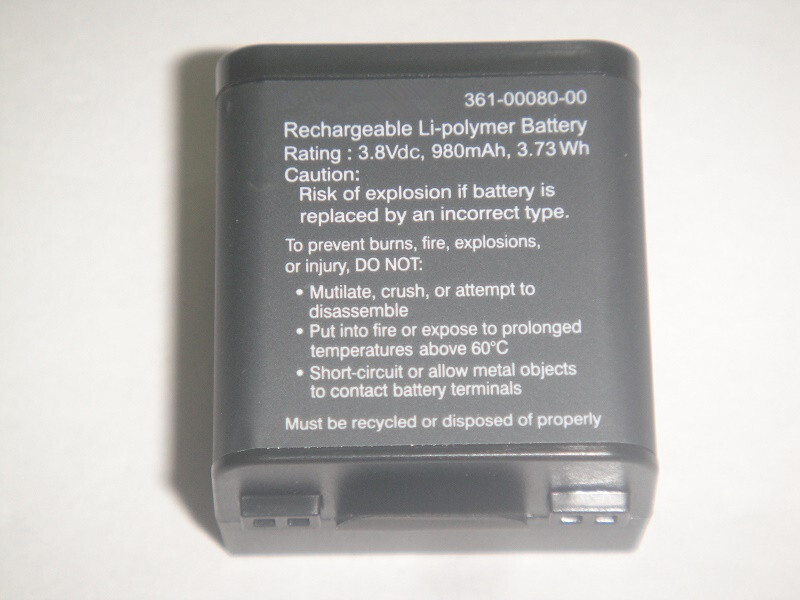 361-00080-00
Rechargeable Li-polymer Battery
Rating : 3.8Vdc, 980mAh, 3.73 Wh
Caution:
Risk of explosion if battery is
replaced by an incorrect type.
To prevent burns, fire, explosions,
or injury, DO NOT:
• Mutilate, crush, or attempt to
disassemble
• Put into fire or expose to prolonged
temperatures above 60°C
• Short-circuit or allow metal objects
to contact battery terminals
Must be recycled or disposed of properly